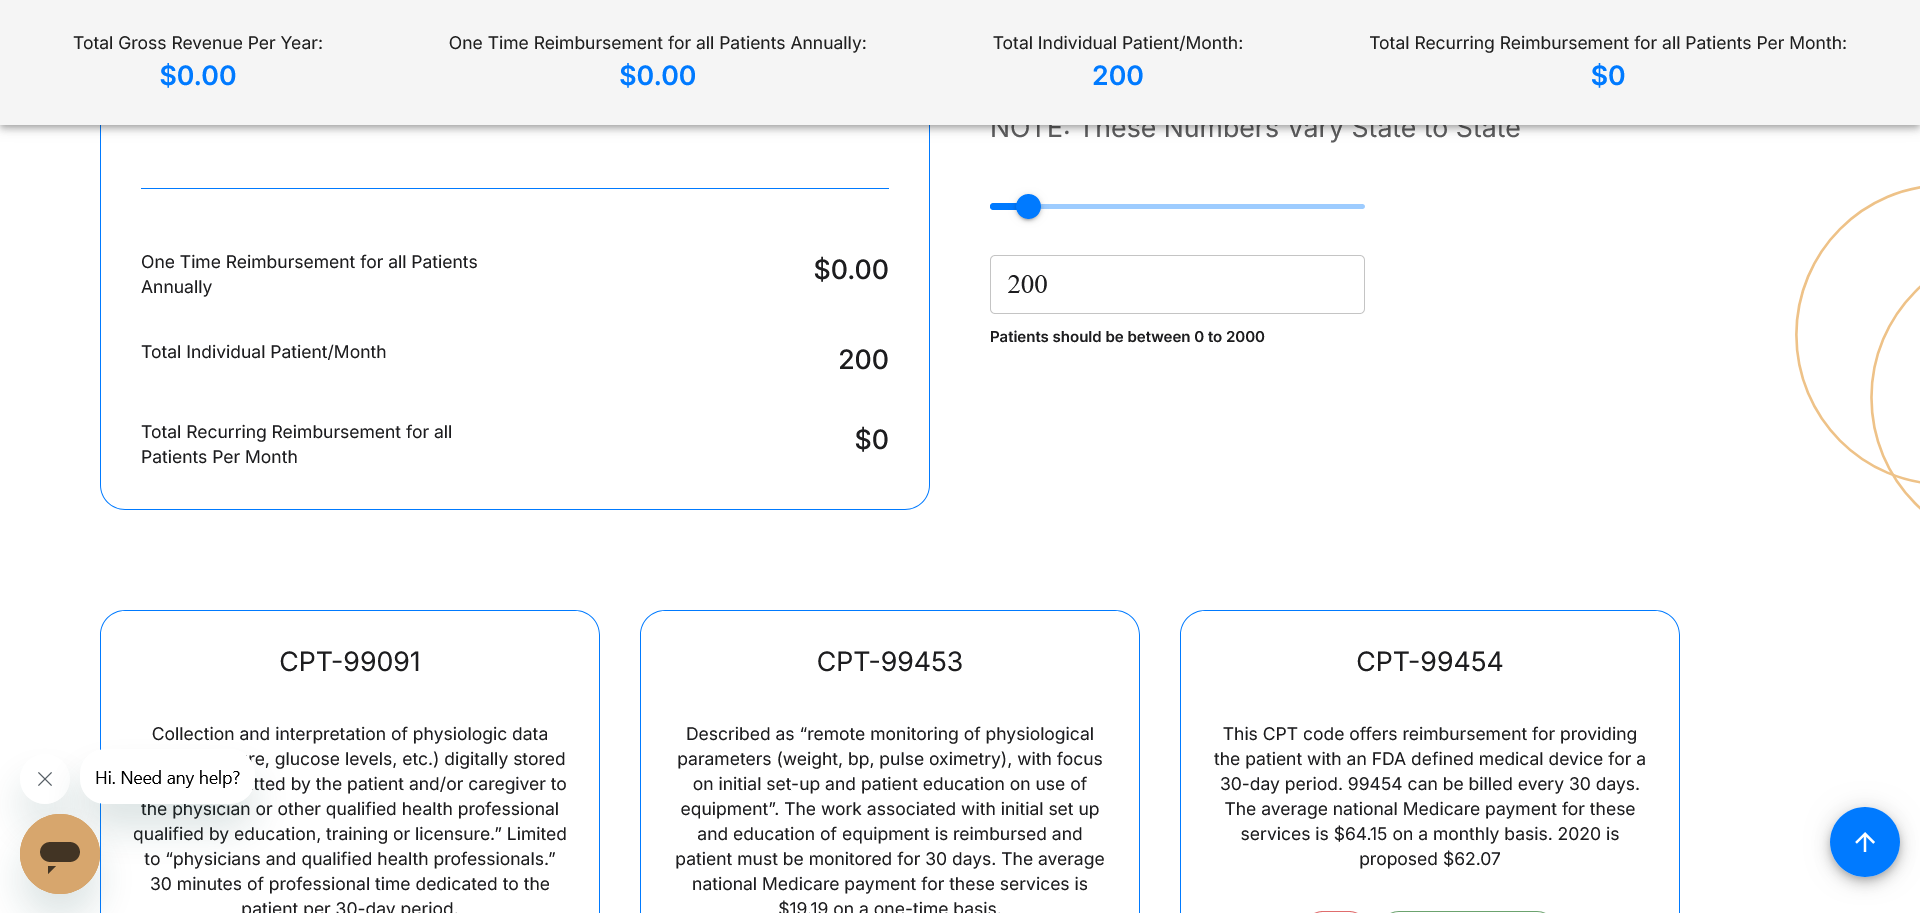 Total Gross Revenue Per Year:
$0.00
One Time Reimbursement for all Patients Annually:
$0.00
Total Individual Patient/Month:
200
Total Recurring Reimbursement for all Patients Per Month:
$0
NOTE: These Numbers Vary State to State
One Time Reimbursement for all Patients
Annually
$0.00
Total Individual Patient/Month
200
Total Recurring Reimbursement for all
Patients Per Month
$0
200
Patients should be between 0 to 2000
CPT-99091
Collection and interpretation of physiologic data
glucose levels, etc.) digitally stored
by the patient and/or caregiver to
the physician or other qualified health professional
qualified by education, training or licensure.” Limited
to “physicians and qualified health professionals.”
30 minutes of professional time dedicated to the
patient per 30-day period.
CPT-99453
Described as “remote monitoring of physiological
parameters (weight, bp, pulse oximetry), with focus
on initial set-up and patient education on use of
equipment”. The work associated with initial set up
and education of equipment is reimbursed and
patient must be monitored for 30 days. The average
national Medicare payment for these services is
$19.19 on a one-time basis.
CPT-99454
This CPT code offers reimbursement for providing
the patient with an FDA defined medical device for a
30-day period. 99454 can be billed every 30 days.
The average national Medicare payment for these
services is $64.15 on a monthly basis. 2020 is
proposed $62.07
Hi. Need any help?